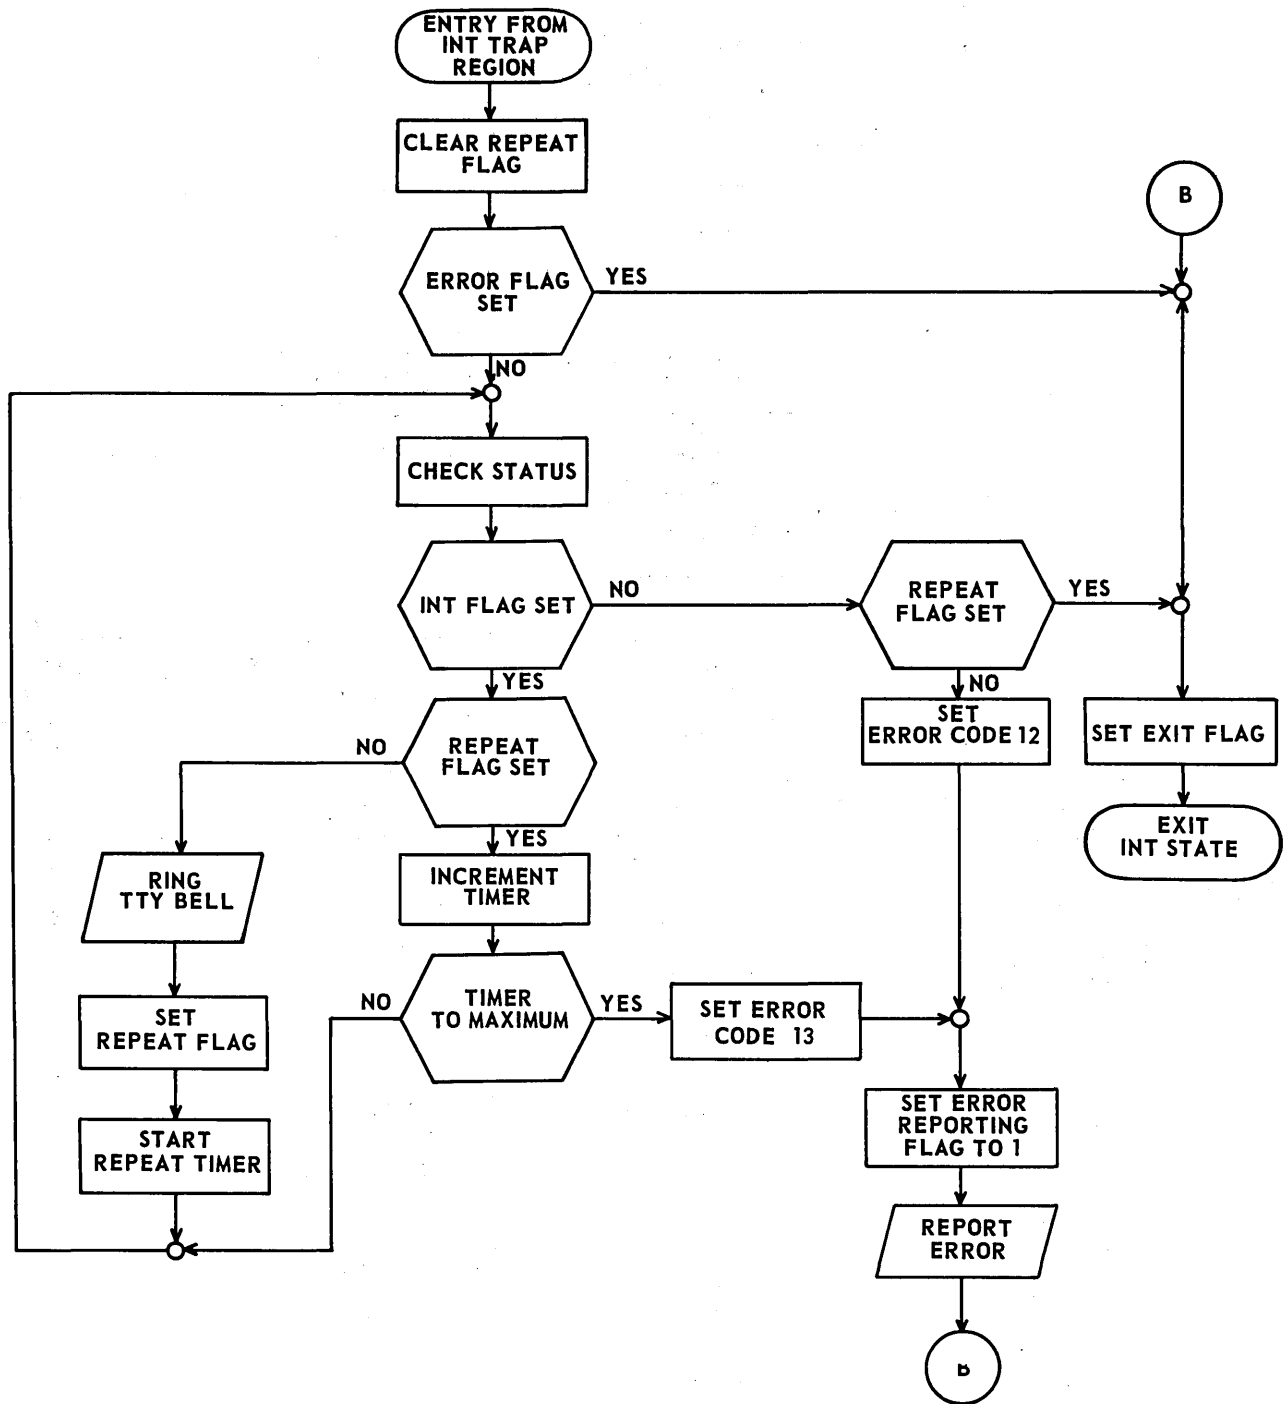 ENTRY FROM
INT TRAP
REGION
CLEAR REPEAT
FLAG
B
ERROR FLAG
SET
YES
NO
CHECK STATUS
INT FLAG SET
NO
REPEAT
FLAG SET
YES
YES
NO
REPEAT
FLAG SET
NO
SET
ERROR CODE 12
SET EXIT FLAG
YES
RING
TTY BELL
INCREMENT
TIMER
EXIT
INT STATE
SET
REPEAT FLAG
NO
TIMER
TO MAXIMUM
YES
SET ERROR
CODE 13
START
REPEAT TIMER
SET ERROR
REPORTING
FLAG TO 1
REPORT
ERROR
B